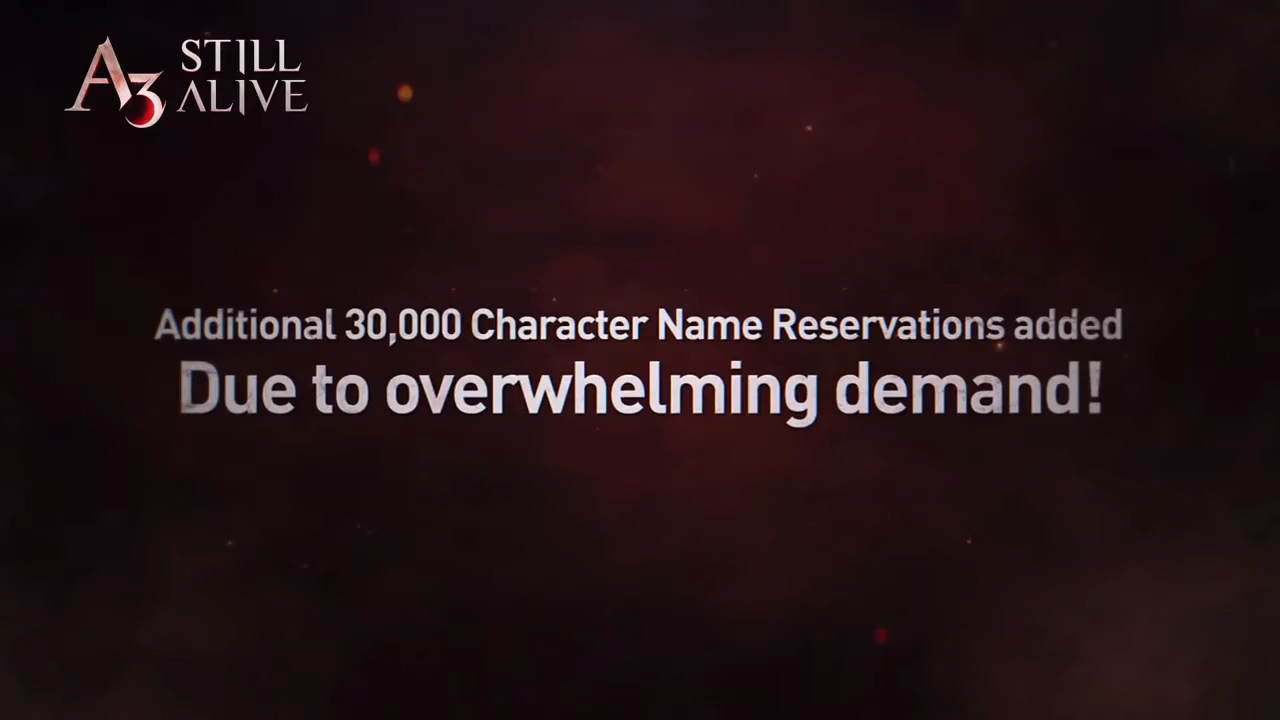 A3 STILL
ALIVE
Additional 30,000 Character Name Reservations added
Due to overwhelming demand!